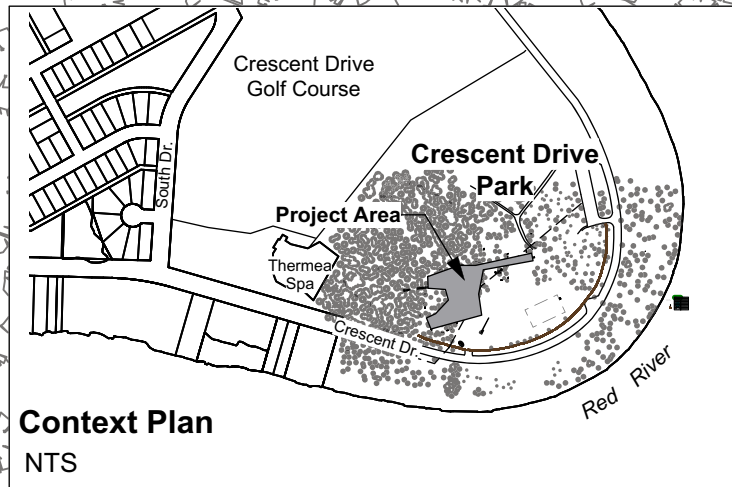 Crescent Drive
Golf Course
Crescent Drive
Park
South Dr.
Project Area
Thermea
Spa
Crescent Dr.
Red River
Context Plan
NTS